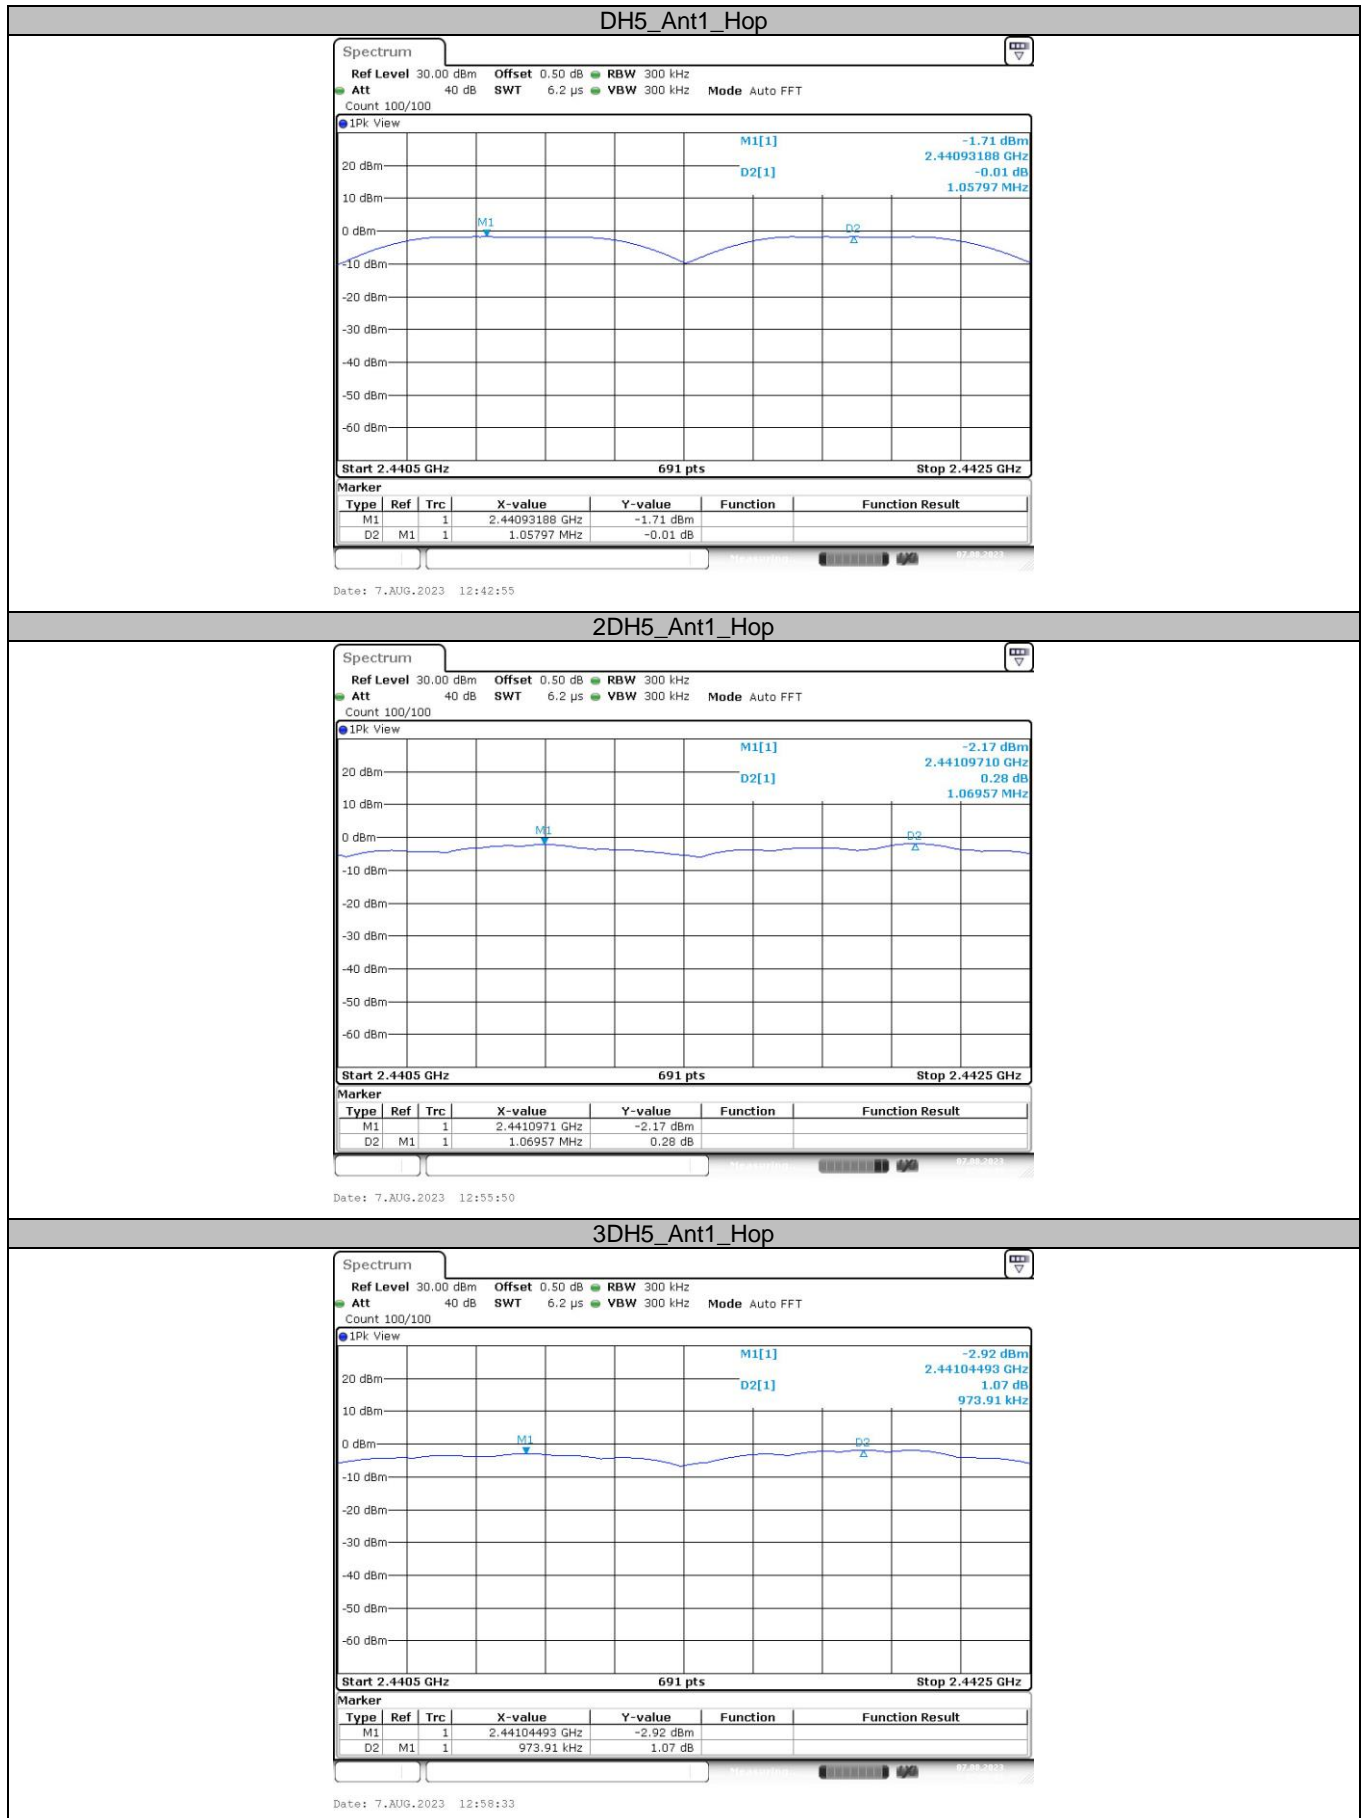 DH5_Ant1_Hop
Spectrum
Ref Level 30.00 dBm Offset 0.50 dB RBW 300 kHz
Att 40 dB SWT 6.2 µs VBW 300 kHz Mode Auto FFT
Count 100/100
1Pk View
M1[1] -1.71 dBm
2.44093188 GHz
20 dBm
D2[1] -0.01 dB
1.05797 MHz
10 dBm
M1
D2
0 dBm
-10 dBm
-20 dBm
-30 dBm
-40 dBm
-50 dBm
-60 dBm
Start 2.4405 GHz 691 pts Stop 2.4425 GHz
Marker
Type Ref Trc X-value Y-value Function Function Result
M1 1 2.44093188 GHz -1.71 dBm
D2 M1 1 1.05797 MHz -0.01 dB
Measuring 07.08.2023
Date: 7.AUG.2023 12:42:55
2DH5_Ant1_Hop
Spectrum
Ref Level 30.00 dBm Offset 0.50 dB RBW 300 kHz
Att 40 dB SWT 6.2 µs VBW 300 kHz Mode Auto FFT
Count 100/100
1Pk View
M1[1] -2.17 dBm
2.44109710 GHz
20 dBm
D2[1] 0.28 dB
1.06957 MHz
10 dBm
M1
D2
0 dBm
-10 dBm
-20 dBm
-30 dBm
-40 dBm
-50 dBm
-60 dBm
Start 2.4405 GHz 691 pts Stop 2.4425 GHz
Marker
Type Ref Trc X-value Y-value Function Function Result
M1 1 2.4410971 GHz -2.17 dBm
D2 M1 1 1.06957 MHz 0.28 dB
Measuring 07.08.2023
Date: 7.AUG.2023 12:55:50
3DH5_Ant1_Hop
Spectrum
Ref Level 30.00 dBm Offset 0.50 dB RBW 300 kHz
Att 40 dB SWT 6.2 µs VBW 300 kHz Mode Auto FFT
Count 100/100
1Pk View
M1[1] -2.92 dBm
2.44104493 GHz
20 dBm
D2[1] 1.07 dB
973.91 kHz
10 dBm
M1
D2
0 dBm
-10 dBm
-20 dBm
-30 dBm
-40 dBm
-50 dBm
-60 dBm
Start 2.4405 GHz 691 pts Stop 2.4425 GHz
Marker
Type Ref Trc X-value Y-value Function Function Result
M1 1 2.44104493 GHz -2.92 dBm
D2 M1 1 973.91 kHz 1.07 dB
Measuring 07.08.2023
Date: 7.AUG.2023 12:58:33